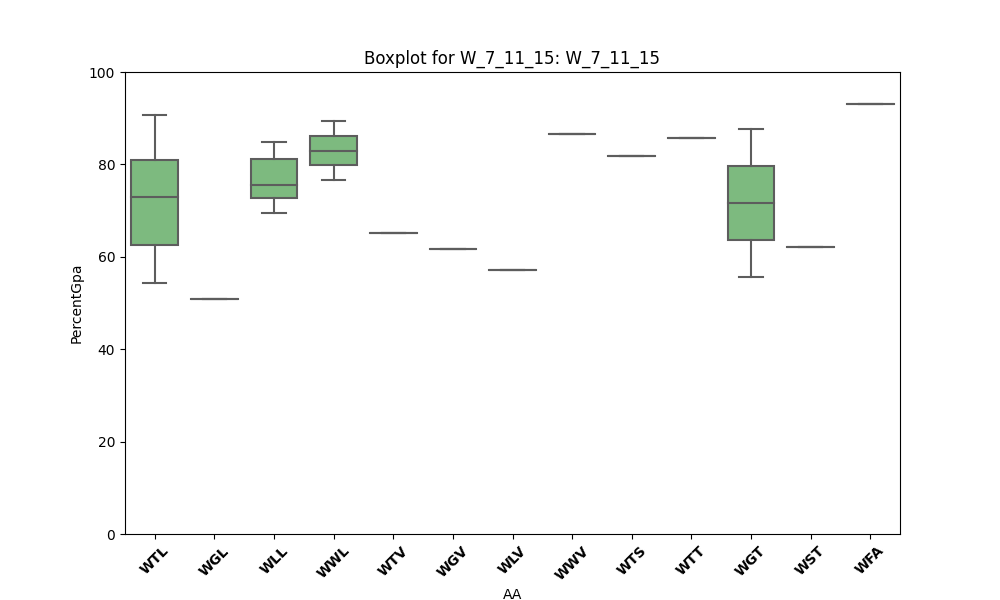 Boxplot for W_7_11_15: W_7_11_15
PercentGpa
100
80
60
40
20
0
WTL WGL WLL WWL WTV WGV WLV WWV WTS WTT WGT WST WFA
AA